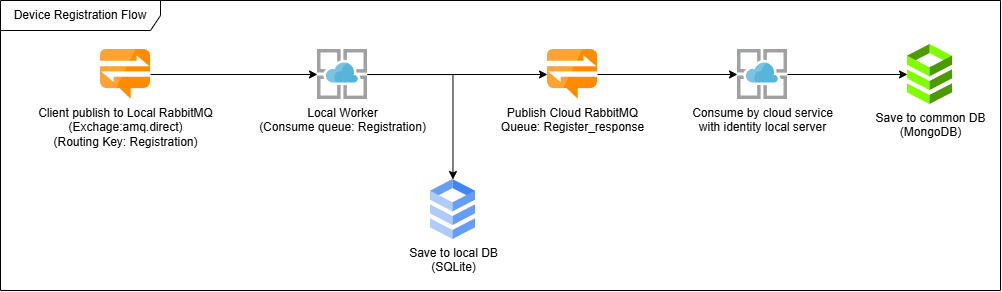 Device Registration Flow
Client publish to Local RabbitMQ
(Exchage:amq.direct)
(Routing Key: Registration)
Local Worker
(Consume queue: Registration)
Publish Cloud RabbitMQ
Queue: Register_response
Consume by cloud service
with identity local server
Save to common DB
(MongoDB)
Save to local DB
(SQLite)